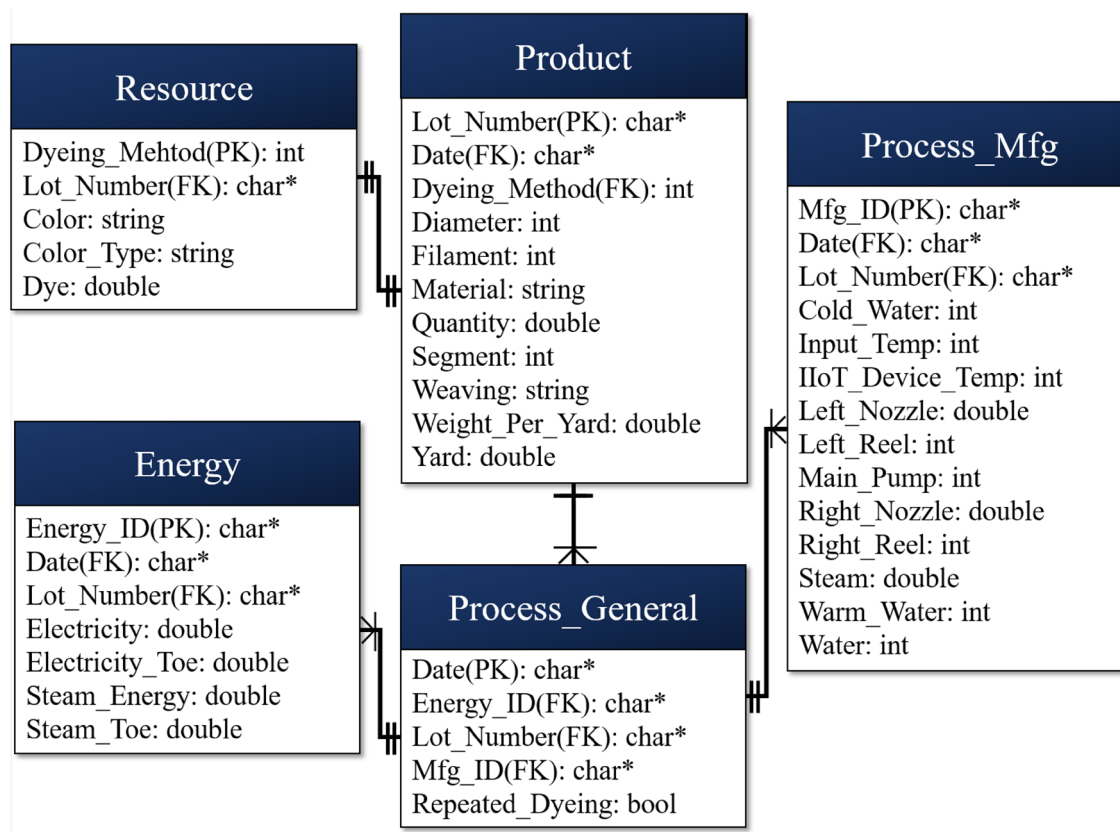 Resource
Dyeing_Mehtod(PK): int
Lot_Number(FK): char*
Color: string
Color_Type: string
Dye: double
Product
Lot_Number(PK): char*
Date(FK): char*
Dyeing_Method(FK): int
Diameter: int
Filament: int
Material: string
Quantity: double
Segment: int
Weaving: string
Weight_Per_Yard: double
Yard: double
Process_Mfg
Mfg_ID(PK): char*
Date(FK): char*
Lot_Number(FK): char*
Cold_Water: int
Input_Temp: int
IIoT_Device_Temp: int
Left_Nozzle: double
Left_Reel: int
Main_Pump: int
Right_Nozzle: double
Right_Reel: int
Steam: double
Warm_Water: int
Water: int
Energy
Energy_ID(PK): char*
Date(FK): char*
Lot_Number(FK): char*
Electricity: double
Electricity_Toe: double
Steam_Energy: double
Steam_Toe: double
Process_General
Date(PK): char*
Energy_ID(FK): char*
Lot_Number(FK): char*
Mfg_ID(FK): char*
Repeated_Dyeing: bool